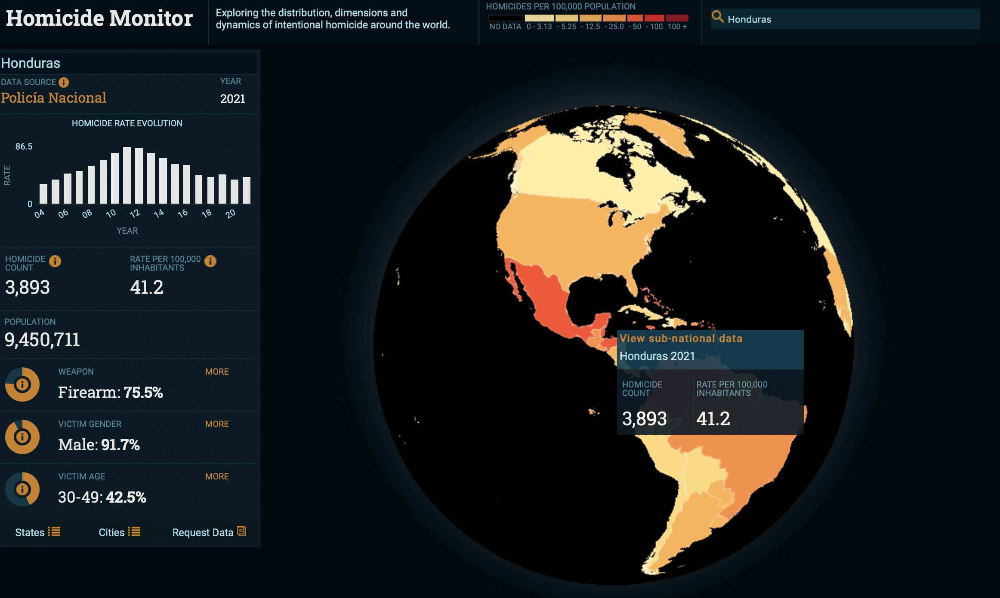 Homicide Monitor
Exploring the distribution, dimensions and
dynamics of intentional homicide around the world.
HOMICIDES PER 100,000 POPULATION
NO DATA 0 - 3.13 - 5.25 - 12.5 - 25.0 - 50 - 100 100 +
Honduras
Honduras
DATA SOURCE i
YEAR
Policía Nacional
2021
HOMICIDE RATE EVOLUTION
86.5
RATE
0
04 06 08 10 12 14 16 18 20
YEAR
HOMICIDE
COUNT
i
RATE PER 100,000
INHABITANTS
i
3,893
41.2
POPULATION
9,450,711
i
WEAPON
MORE
Firearm: 75.5%
i
VICTIM GENDER
MORE
Male: 91.7%
i
VICTIM AGE
MORE
30-49: 42.5%
States
Cities
Request Data
View sub-national data
Honduras 2021
HOMICIDE
COUNT
RATE PER 100,000
INHABITANTS
3,893
41.2